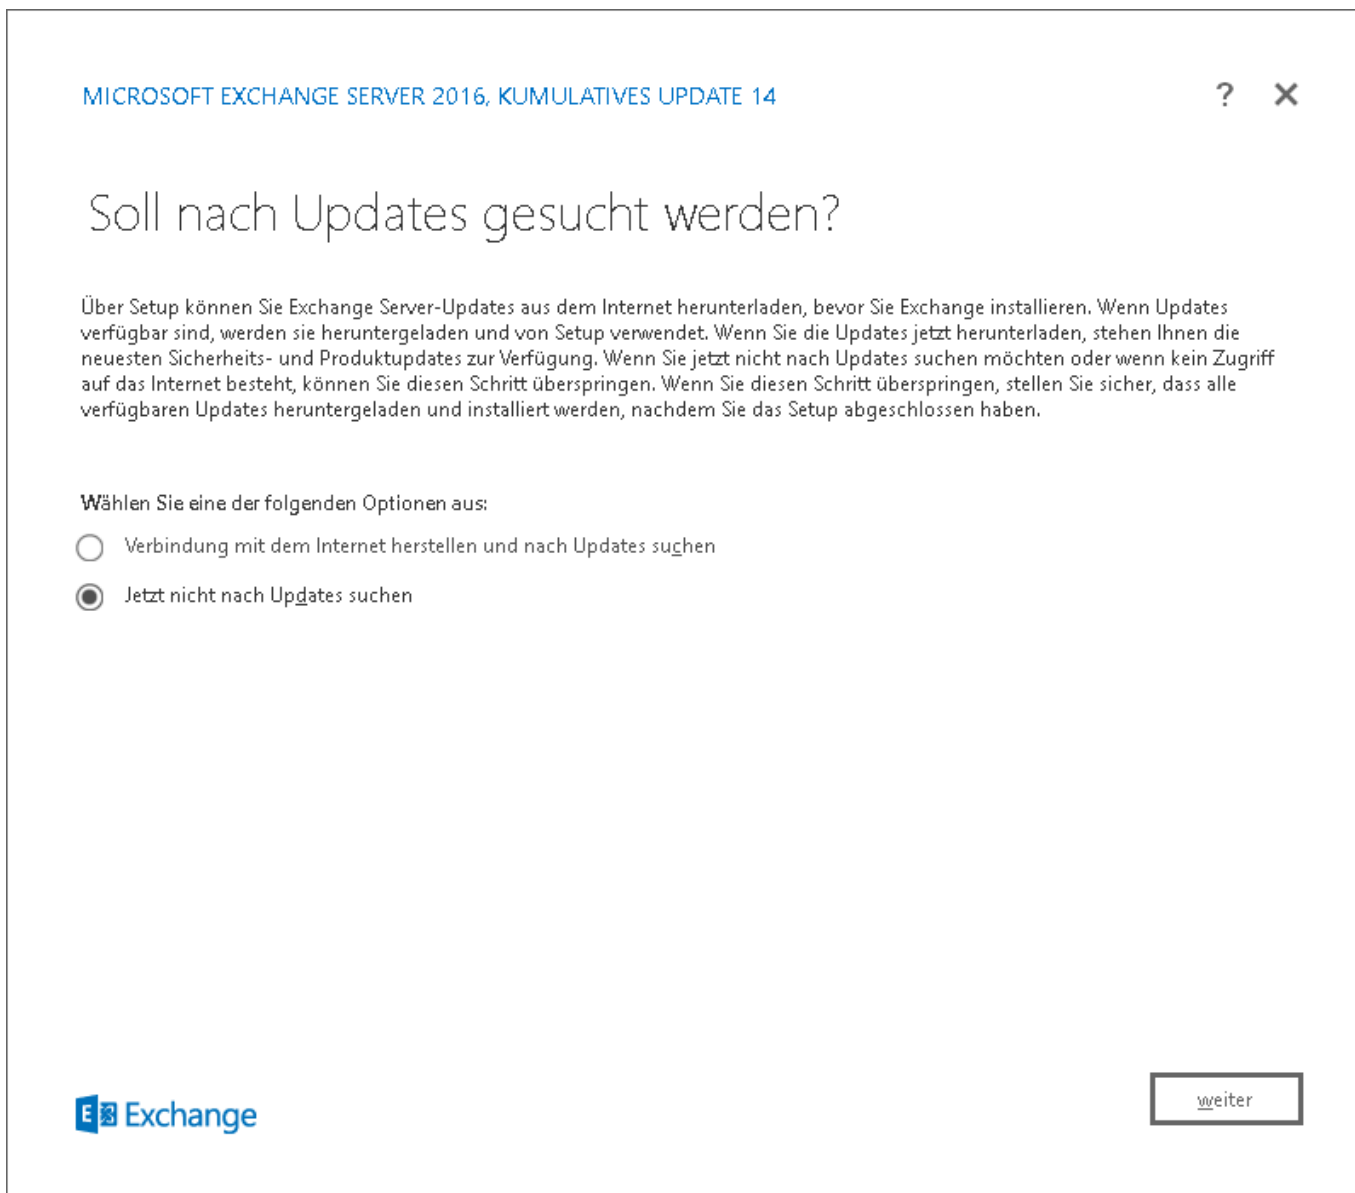 MICROSOFT EXCHANGE SERVER 2016, KUMULATIVES UPDATE 14
?
Soll nach Updates gesucht werden?
Über Setup können Sie Exchange Server-Updates aus dem Internet herunterladen, bevor Sie Exchange installieren. Wenn Updates
verfügbar sind, werden sie heruntergeladen und von Setup verwendet. Wenn Sie die Updates jetzt herunterladen, stehen Ihnen die
neuesten Sicherheits- und Produktupdates zur Verfügung. Wenn Sie jetzt nicht nach Updates suchen möchten oder wenn kein Zugriff
auf das Internet besteht, können Sie diesen Schritt überspringen. Wenn Sie diesen Schritt überspringen, stellen Sie sicher, dass alle
verfügbaren Updates heruntergeladen und installiert werden, nachdem Sie das Setup abgeschlossen haben.
Wählen Sie eine der folgenden Optionen aus:
Verbindung mit dem Internet herstellen und nach Updates suchen
Jetzt nicht nach Updates suchen
E Exchange
weiter